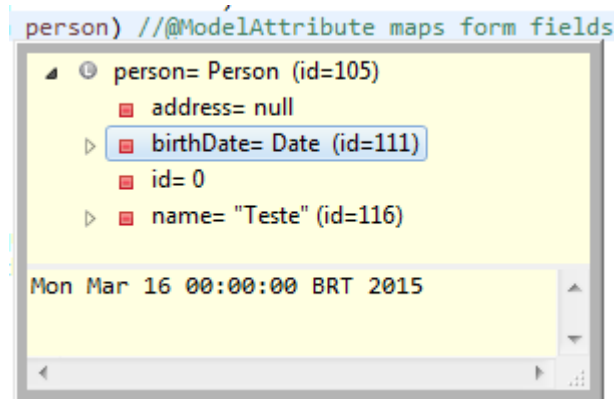 person) //@ModelAttribute maps form fields
person= Person (id=105)
address= null
birthDate= Date (id=111)
id= 0
name= "Teste" (id=116)
Mon Mar 16 00:00:00 BRT 2015